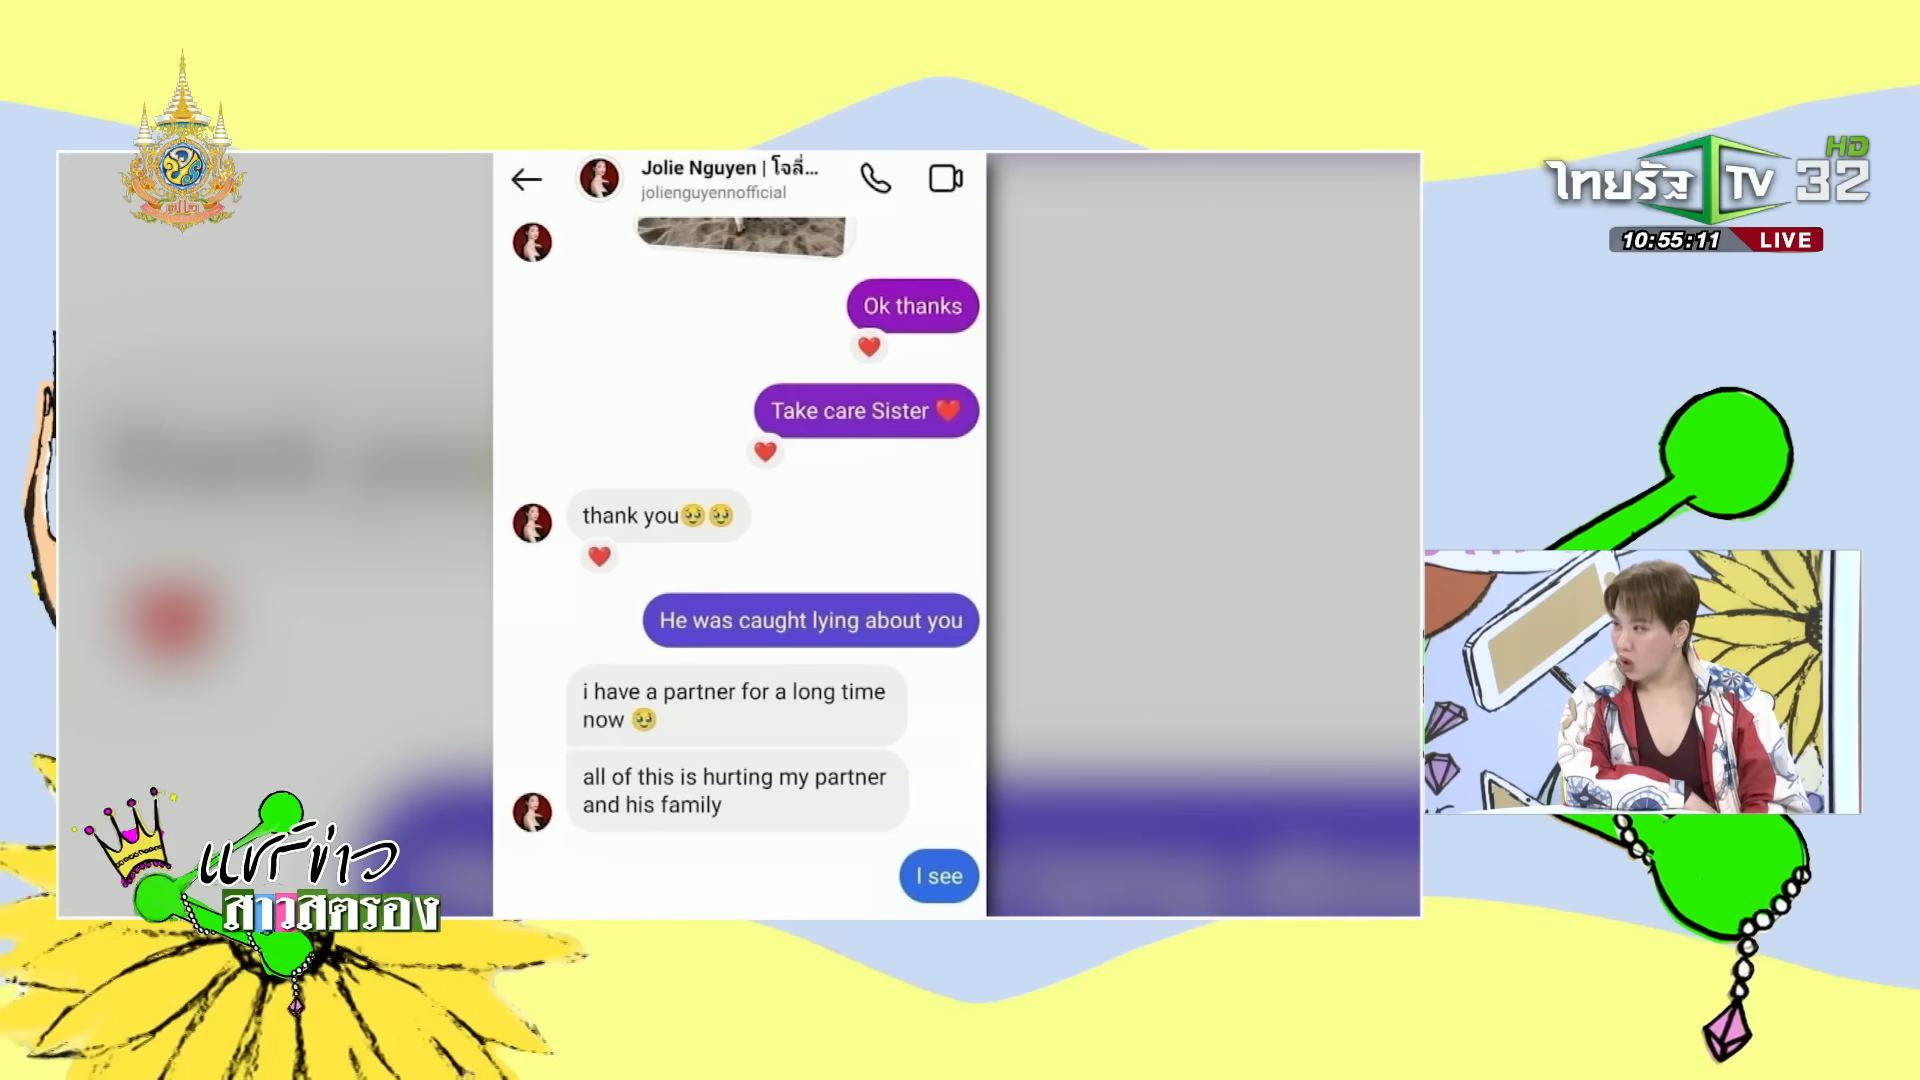 ไทยรัฐ TV 32 HD
10:55:11 LIVE
Jolie Nguyen | โจลี่...
jolienguyennofficial
Ok thanks
Take care Sister ❤️
thank you🥹🥹
He was caught lying about you
i have a partner for a long time
now 🥹
all of this is hurting my partner
and his family
I see
แชร์ข่าว
สาวสตรอง